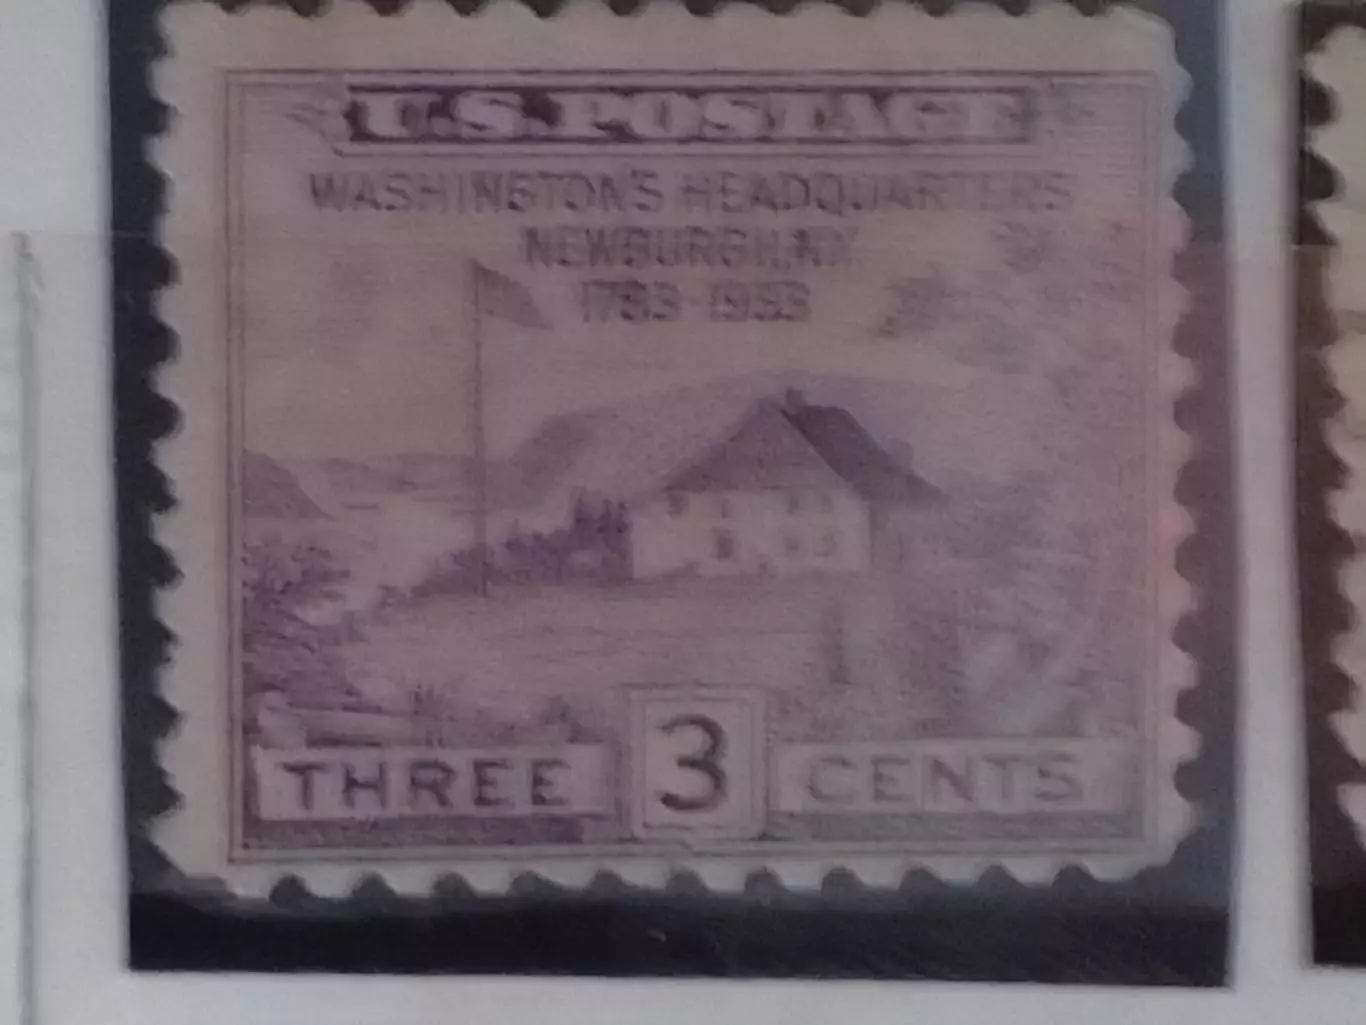 U.S. POSTAGE
WASHINGTON'S HEADQUARTERS
NEWBURGH, N.Y.
1783-1933
THREE 3 CENTS